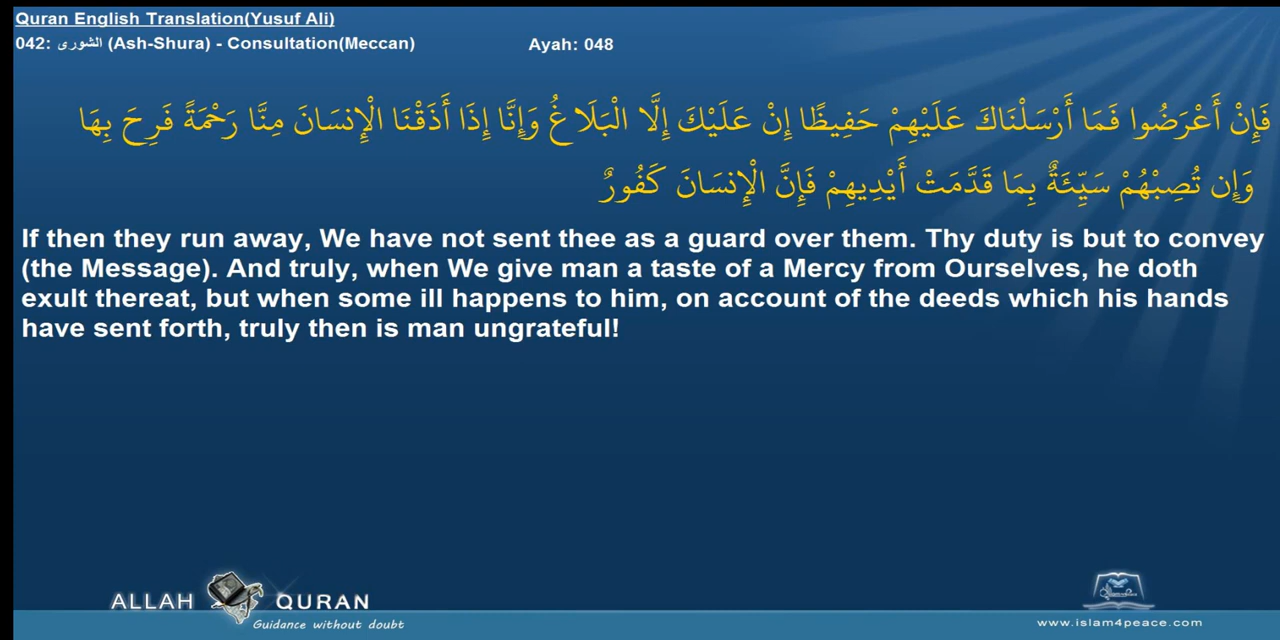 Quran English Translation(Yusuf Ali)
042: الشورى (Ash-Shura) - Consultation(Meccan) Ayah: 048
فَإِنْ أَعْرَضُوا فَمَا أَرْسَلْنَاكَ عَلَيْهِمْ حَفِيظًا إِنْ عَلَيْكَ إِلَّا الْبَلَاغُ وَإِنَّا إِذَا أَذَقْنَا الْإِنسَانَ مِنَّا رَحْمَةً فَرِحَ بِهَا
وَإِن تُصِبْهُمْ سَيِّئَةٌ بِمَا قَدَّمَتْ أَيْدِيهِمْ فَإِنَّ الْإِنسَانَ كَفُورٌ
If then they run away, We have not sent thee as a guard over them. Thy duty is but to convey
(the Message). And truly, when We give man a taste of a Mercy from Ourselves, he doth
exult thereat, but when some ill happens to him, on account of the deeds which his hands
have sent forth, truly then is man ungrateful!
ALLAH QURAN
Guidance without doubt
www.islam4peace.com